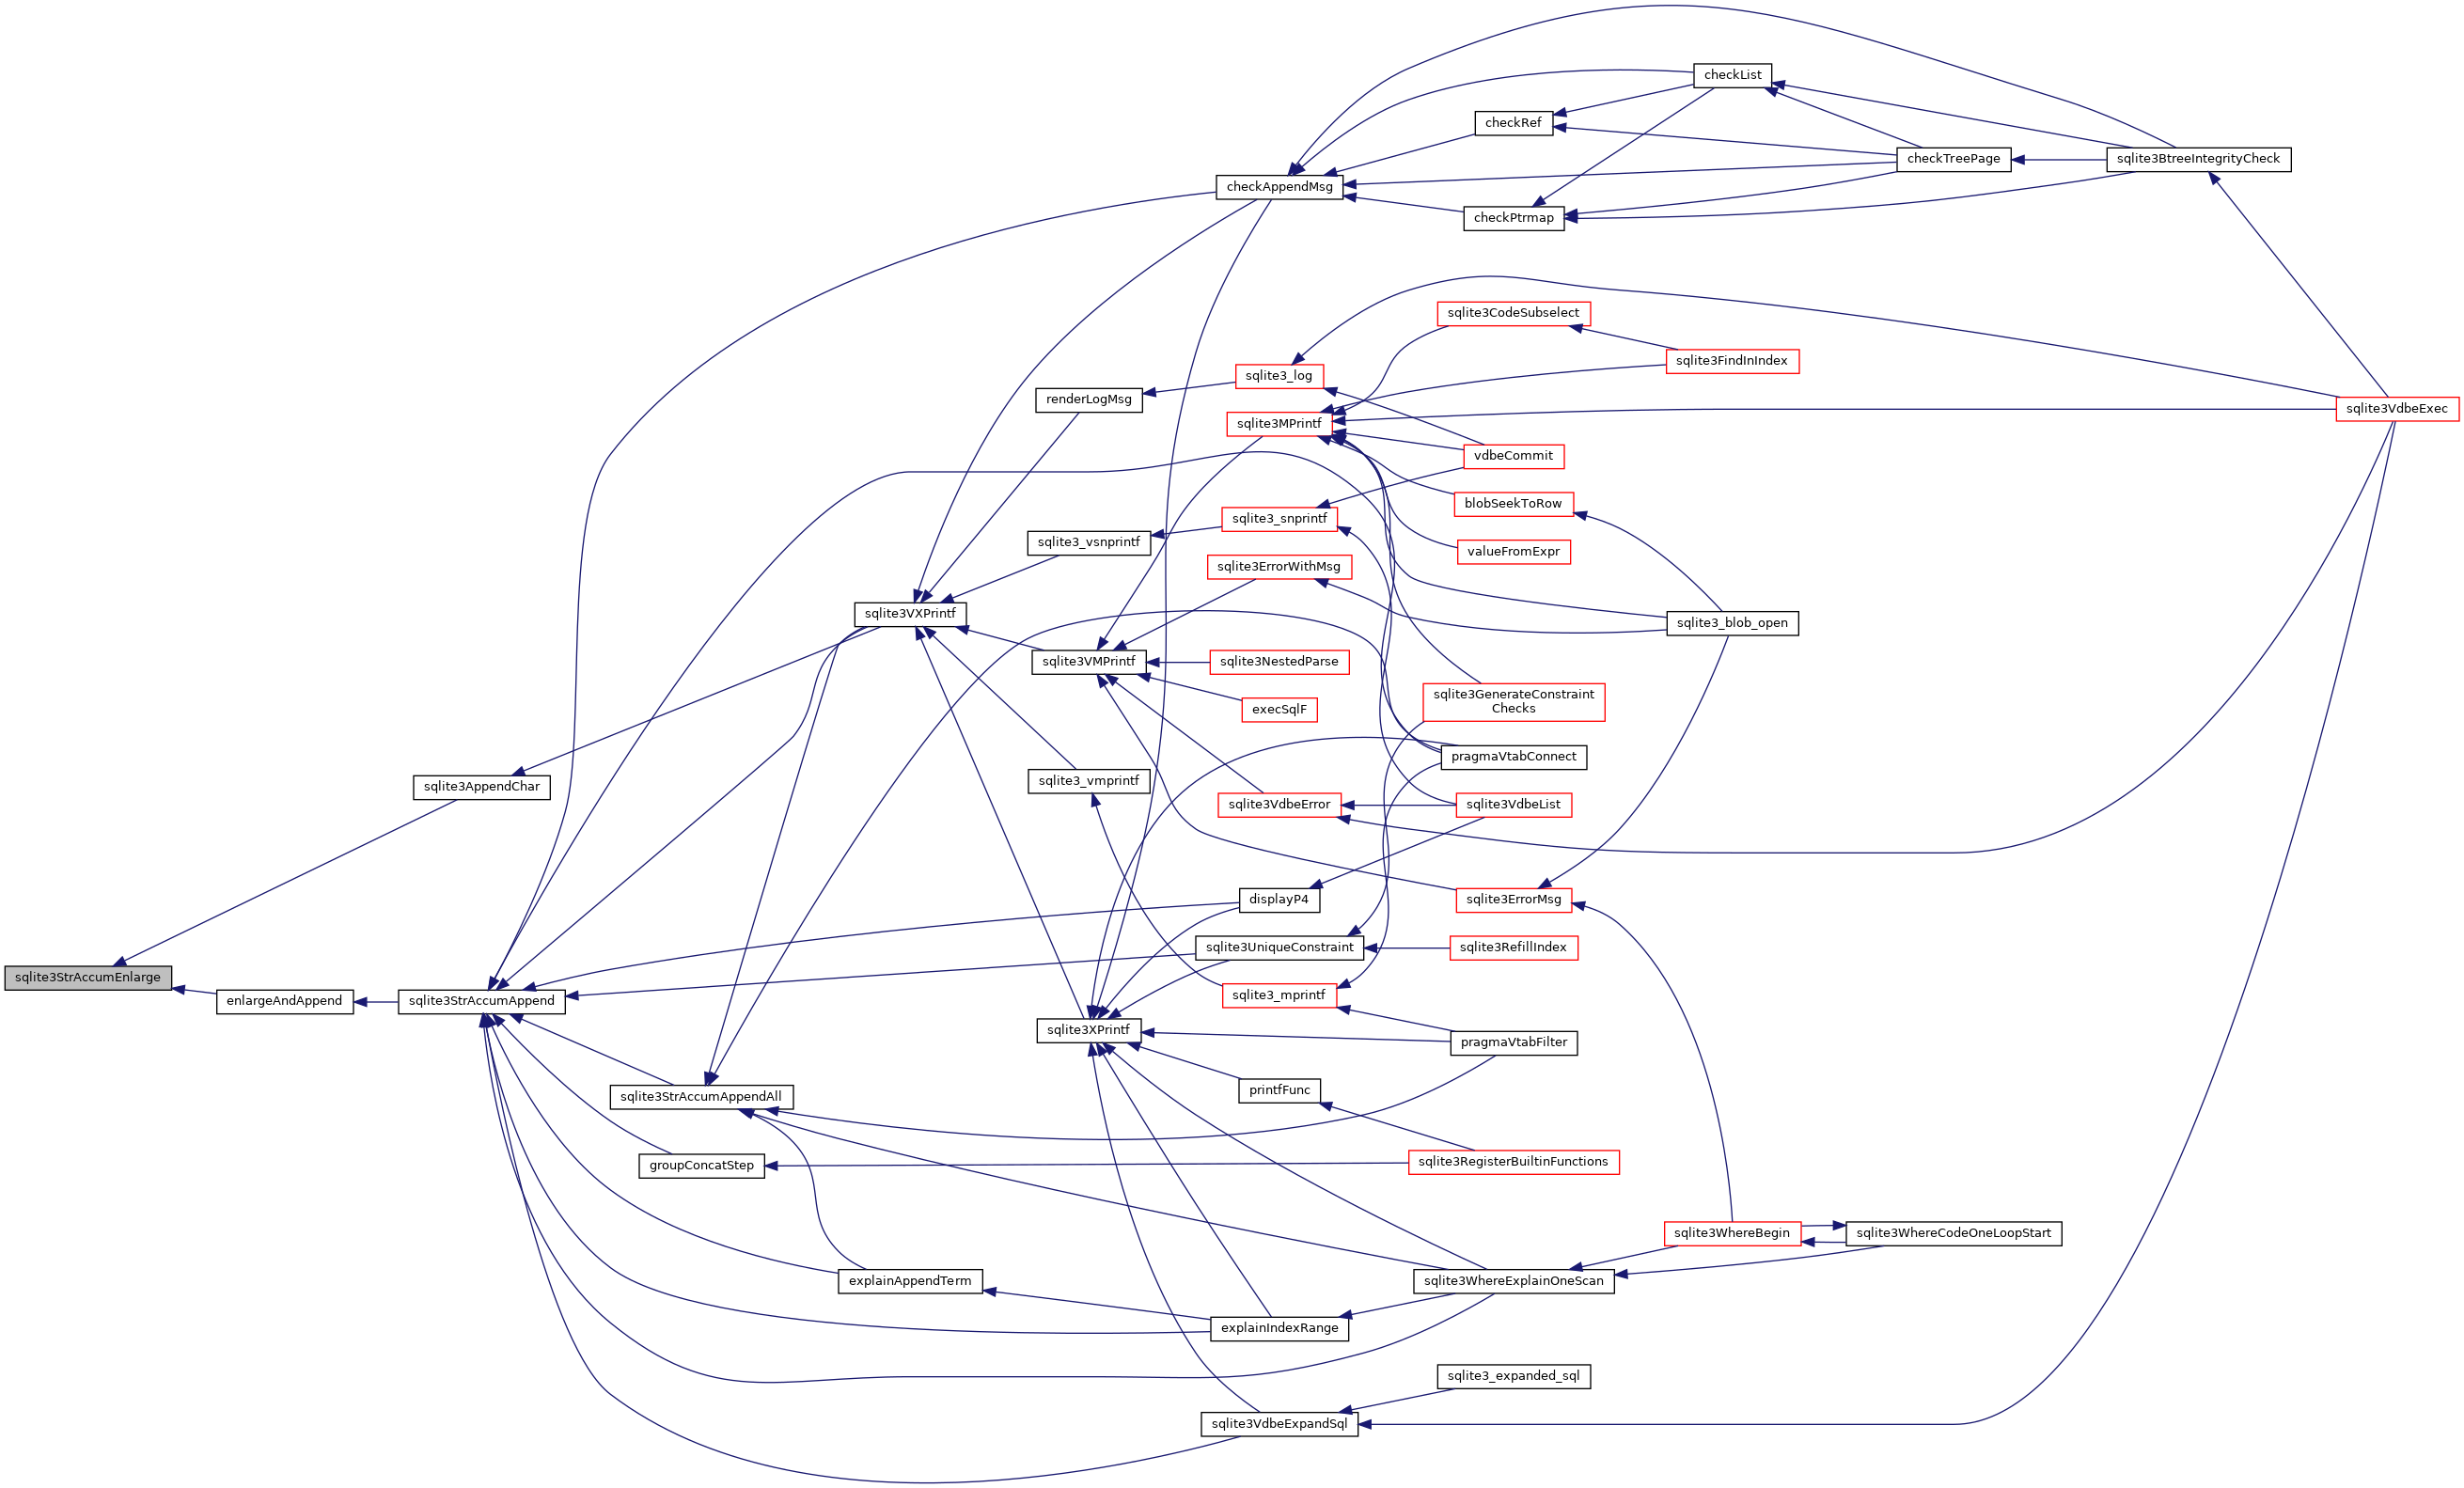 checkList
checkRef
checkTreePage
sqlite3BtreeIntegrityCheck
checkAppendMsg
checkPtrmap
sqlite3CodeSubselect
sqlite3FindInIndex
sqlite3_log
renderLogMsg
sqlite3VdbeExec
sqlite3MPrintf
vdbeCommit
blobSeekToRow
sqlite3_snprintf
sqlite3_vsnprintf
valueFromExpr
sqlite3ErrorWithMsg
sqlite3VXPrintf
sqlite3_blob_open
sqlite3VMPrintf
sqlite3NestedParse
sqlite3GenerateConstraint
Checks
execSqlF
pragmaVtabConnect
sqlite3AppendChar
sqlite3_vmprintf
sqlite3VdbeError
sqlite3VdbeList
displayP4
sqlite3ErrorMsg
sqlite3UniqueConstraint
sqlite3RefillIndex
sqlite3StrAccumEnlarge
enlargeAndAppend
sqlite3StrAccumAppend
sqlite3_mprintf
sqlite3XPrintf
pragmaVtabFilter
printfFunc
sqlite3StrAccumAppendAll
groupConcatStep
sqlite3RegisterBuiltinFunctions
sqlite3WhereBegin
sqlite3WhereCodeOneLoopStart
explainAppendTerm
sqlite3WhereExplainOneScan
explainIndexRange
sqlite3_expanded_sql
sqlite3VdbeExpandSql